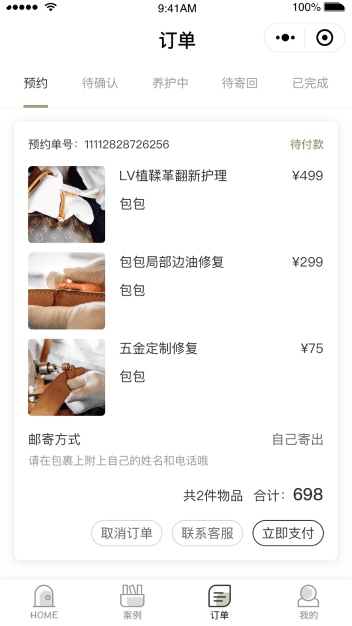 9:41AM
100%
订单
预约 待确认 养护中 待寄回 已完成
预约单号：11112828726256 待付款
LV植鞣革翻新护理 ¥499
包包
包包局部边油修复 ¥299
包包
五金定制修复 ¥75
包包
邮寄方式 自己寄出
请在包裹上附上自己的姓名和电话哦
共2件物品 合计：698
取消订单 联系客服 立即支付
HOME 案例 订单 我的